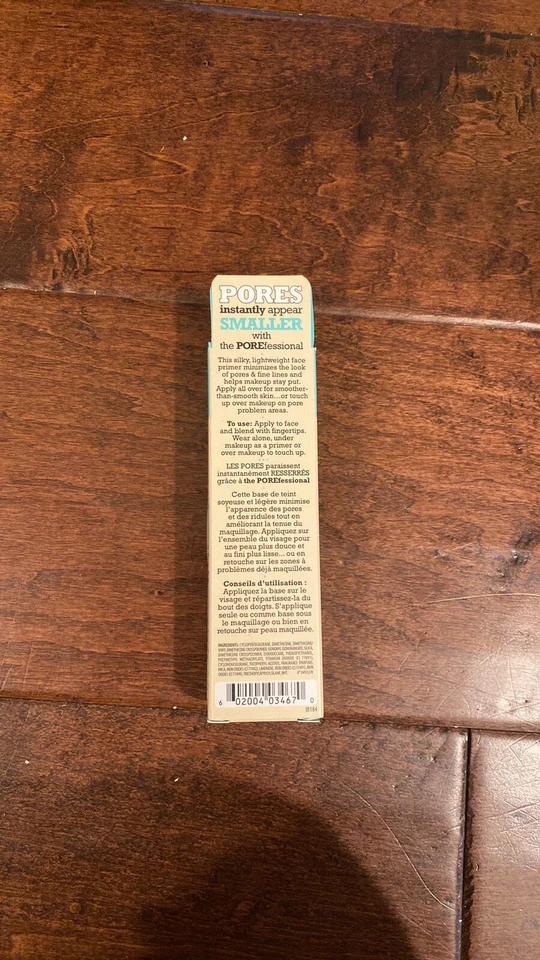 PORES
instantly appear
SMALLER
with
the POREfessional
This silky, lightweight face
primer minimizes the look
of pores & fine lines and
helps makeup stay put.
Apply all over for smoother-
than-smooth skin...or touch
up over makeup on pore
problem areas.
To use: Apply to face
and blend with fingertips.
Wear alone, under
makeup as a primer or
over makeup to touch up.
LES PORES paraissent
instantanément RESSERRÉS
grâce à the POREfessional
Cette base de teint
soyeuse et légère minimise
l'apparence des pores
et des ridules tout en
améliorant la tenue du
maquillage. Appliquez sur
l'ensemble du visage pour
une peau plus douce et
au fini plus lisse... ou en
retouche sur les zones à
problèmes déjà maquillées.
Conseils d'utilisation :
Appliquez la base sur le
visage et répartissez-la du
bout des doigts. S'applique
seule ou comme base sous
le maquillage ou bien en
retouche sur peau maquillée.
INGREDIENTS: CYCLOPENTASILOXANE, DIMETHICONE, DIMETHICONE/
6 02004 03467 0